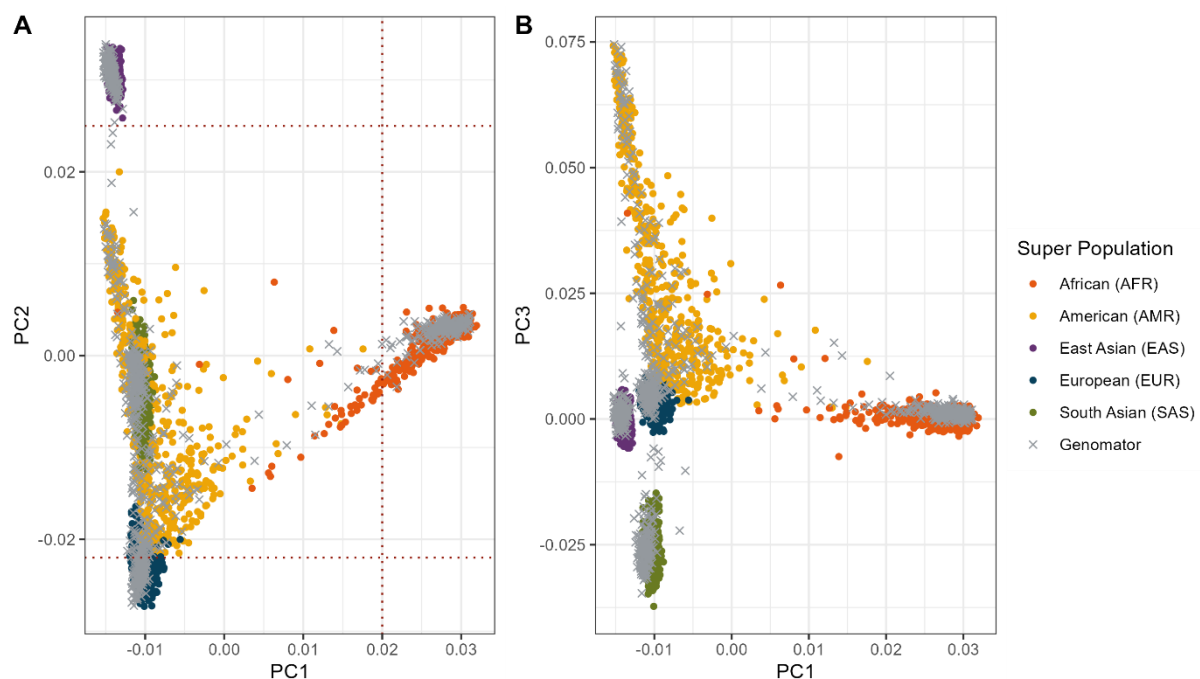 A
0.02
0.00
-0.02
PC2
-0.01
0.00
0.01
0.02
0.03
PC1
B
0.075
0.050
0.025
0.000
-0.025
PC3
-0.01
0.00
0.01
0.02
0.03
PC1
Super Population
African (AFR)
American (AMR)
East Asian (EAS)
European (EUR)
South Asian (SAS)
Genomator